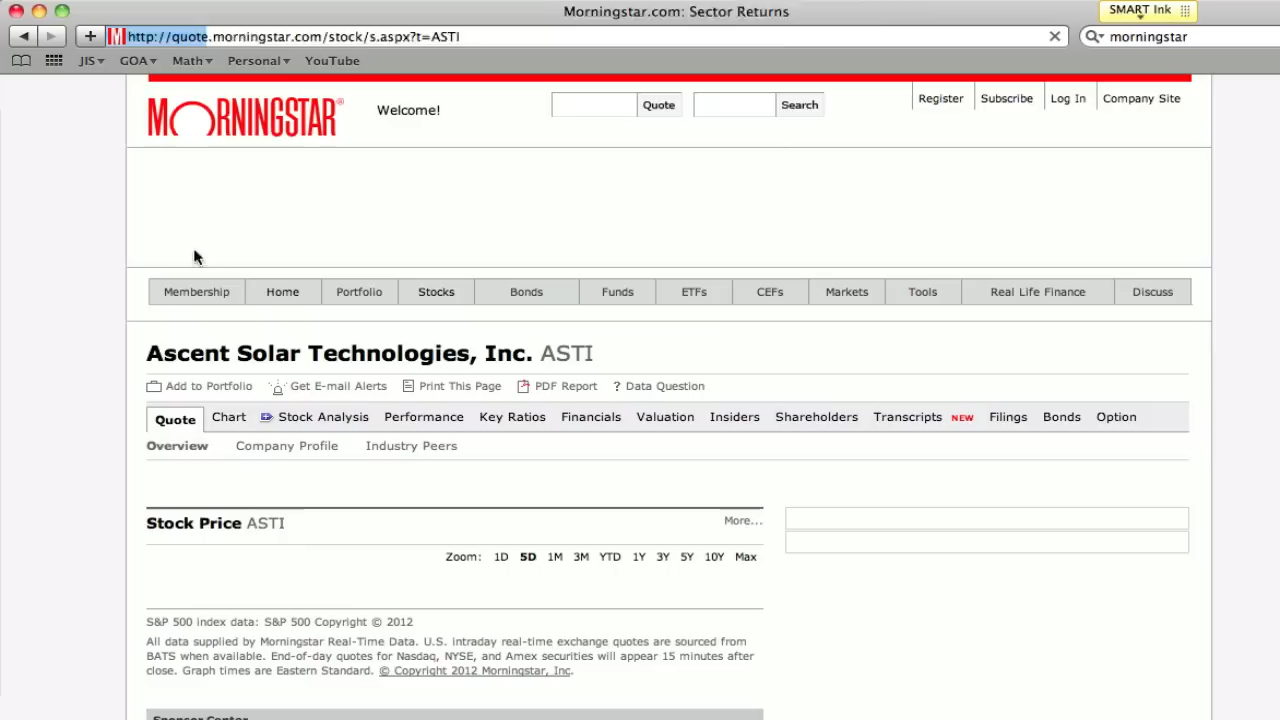 Morningstar.com: Sector Returns
SMART Ink
http://quote.morningstar.com/stock/s.aspx?t=ASTI
morningstar
JIS GOA Math Personal YouTube
MORNINGSTAR®
Welcome!
Quote Search
Register Subscribe Log In Company Site
Membership Home Portfolio Stocks Bonds Funds ETFs CEFs Markets Tools Real Life Finance Discuss
Ascent Solar Technologies, Inc. ASTI
Add to Portfolio Get E-mail Alerts Print This Page PDF Report ? Data Question
Quote Chart Stock Analysis Performance Key Ratios Financials Valuation Insiders Shareholders Transcripts NEW Filings Bonds Option
Overview Company Profile Industry Peers
Stock Price ASTI More...
Zoom: 1D 5D 1M 3M YTD 1Y 3Y 5Y 10Y Max
S&P 500 index data: S&P 500 Copyright © 2012
All data supplied by Morningstar Real-Time Data. U.S. intraday real-time exchange quotes are sourced from
BATS when available. End-of-day quotes for Nasdaq, NYSE, and Amex securities will appear 15 minutes after
close. Graph times are Eastern Standard. © Copyright 2012 Morningstar, Inc.
Sponsor Center